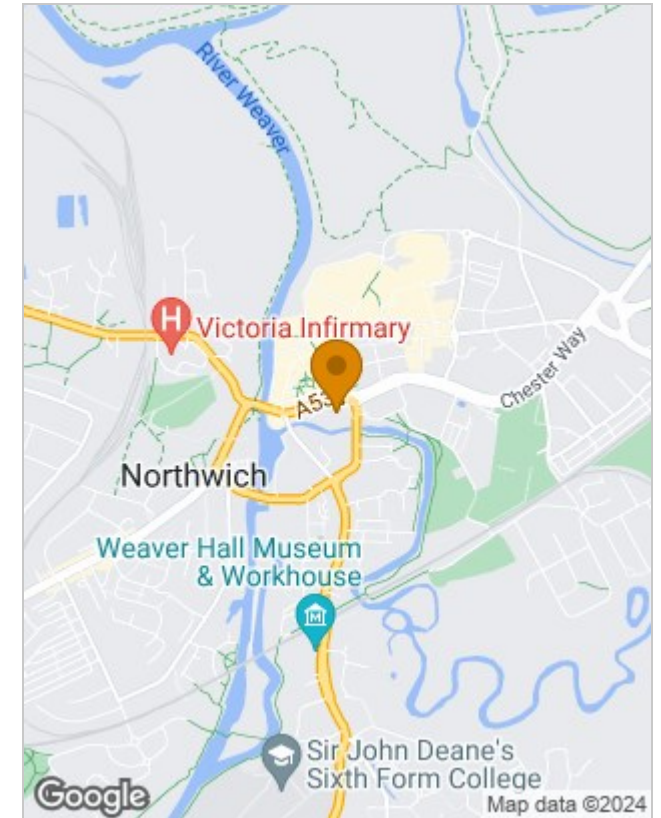 River Weaver
H
Victoria Infirmary
A53
Chester Way
Northwich
Weaver Hall Museum
& Workhouse
M
Sir John Deane's
Sixth Form College
Google
Map data ©2024